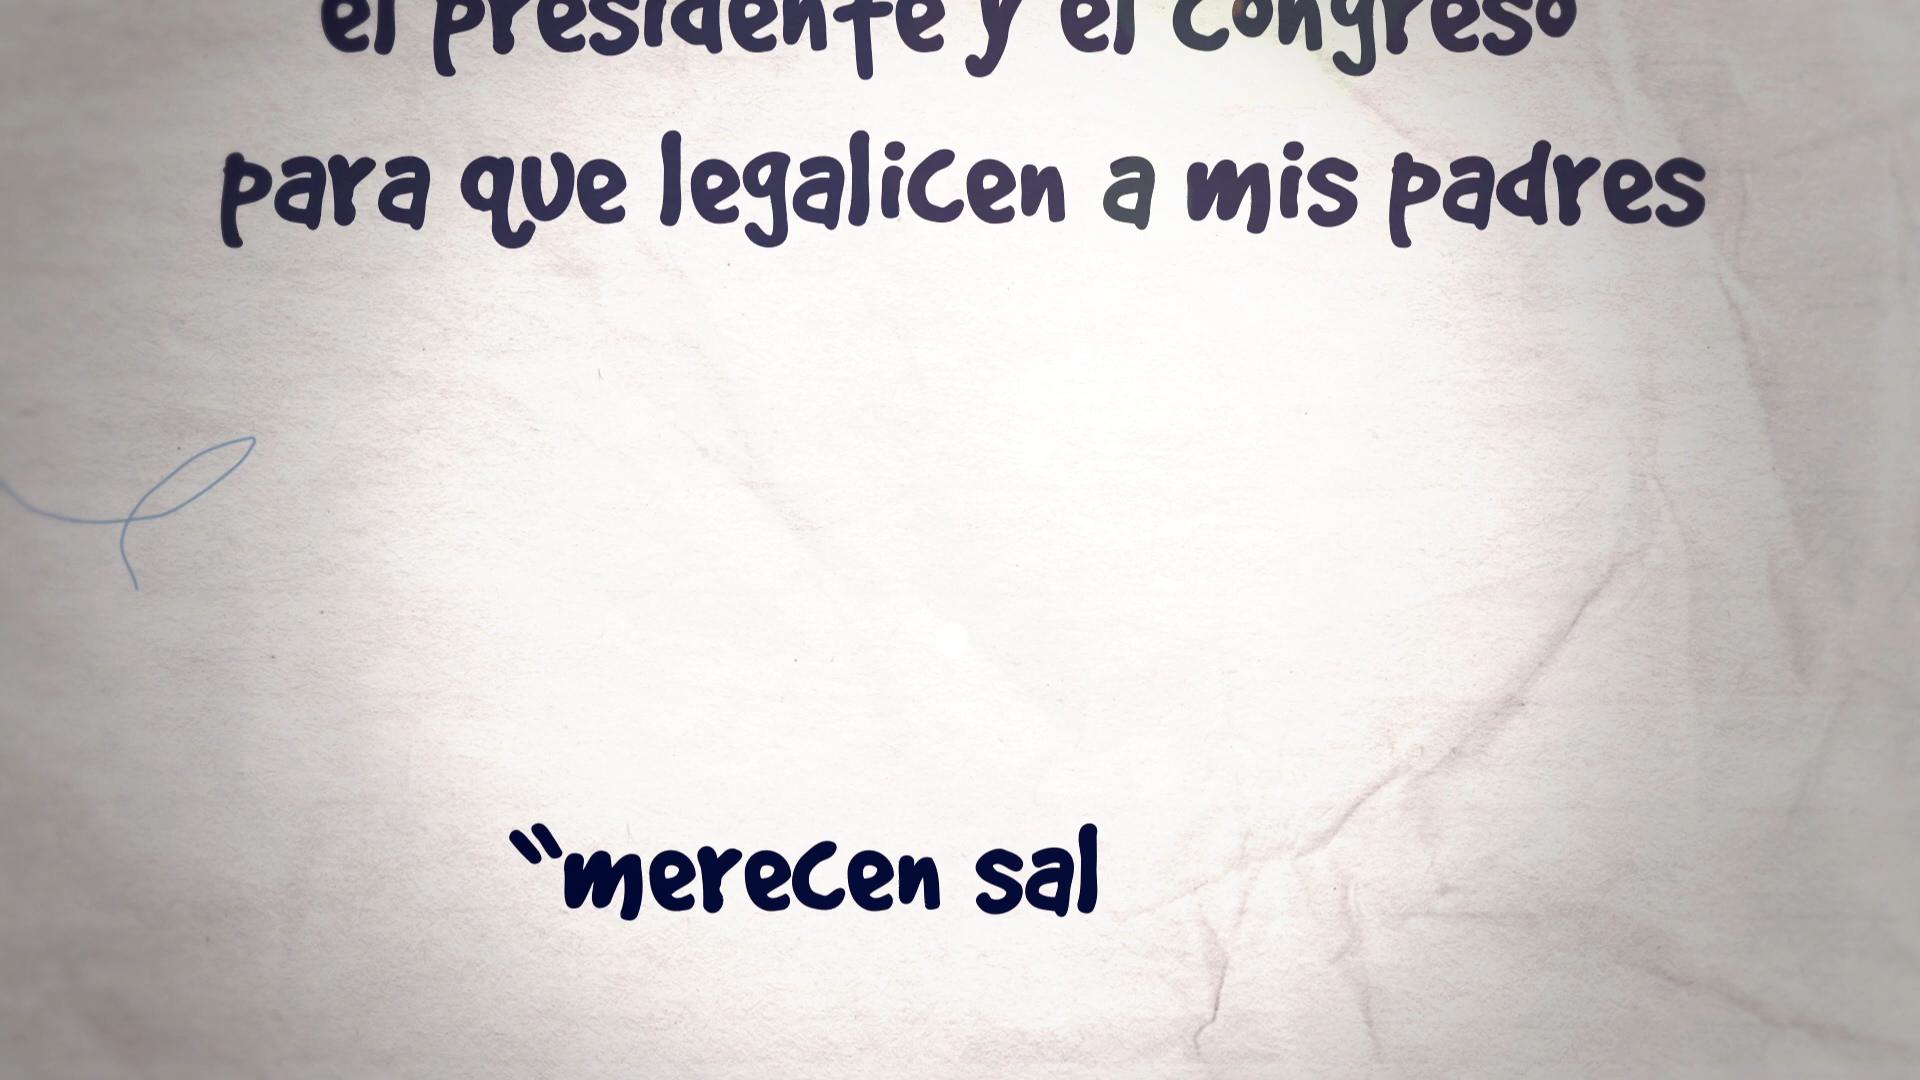 el presidente y el Congreso
para que legalicen a mis padres
“merecen sal